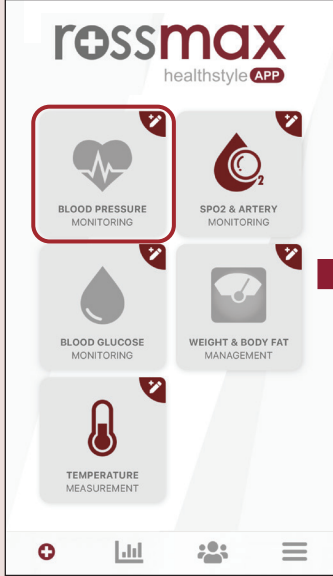 rossmax
healthstyle APP
BLOOD PRESSURE
MONITORING
SPO2 & ARTERY
MONITORING
BLOOD GLUCOSE
MONITORING
WEIGHT & BODY FAT
MANAGEMENT
TEMPERATURE
MEASUREMENT